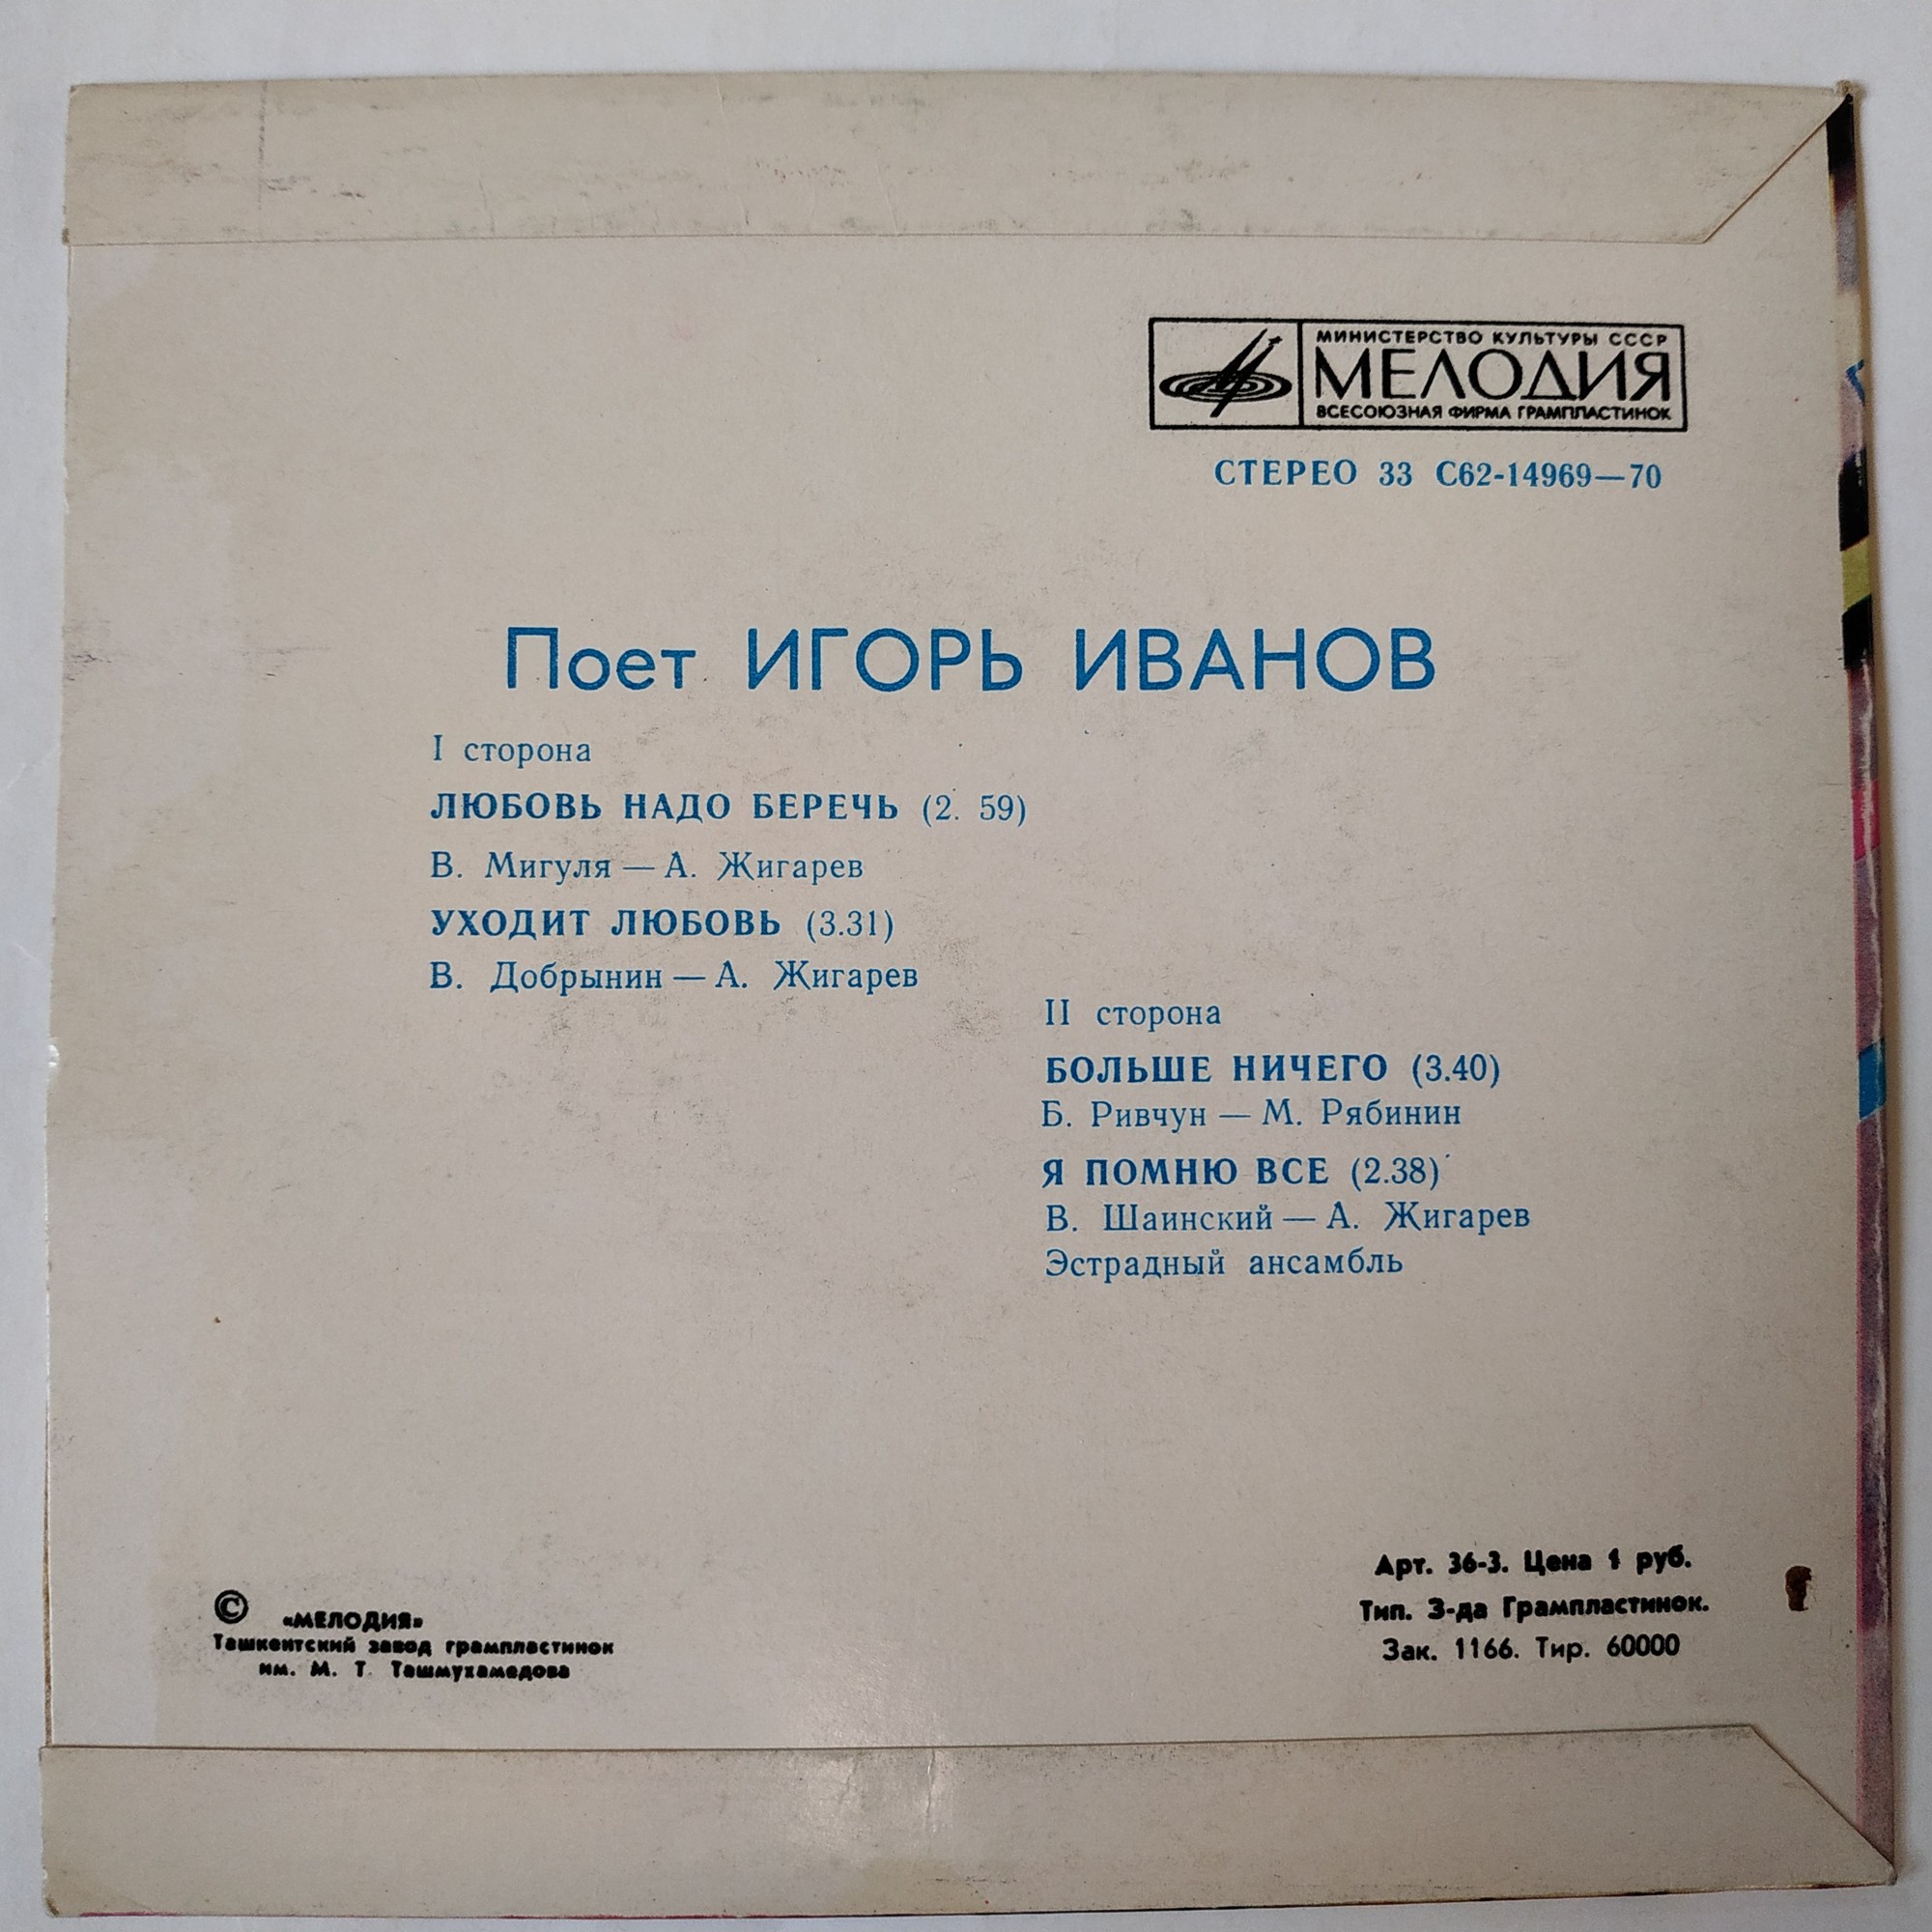 МИНИСТЕРСТВО КУЛЬТУРЫ СССР
МЕЛОДИЯ
ВСЕСОЮЗНАЯ ФИРМА ГРАМПЛАСТИНОК
СТЕРЕО 33 С62-14969—70
Поет ИГОРЬ ИВАНОВ
I сторона
ЛЮБОВЬ НАДО БЕРЕЧЬ (2. 59)
В. Мигуля — А. Жигарев
УХОДИТ ЛЮБОВЬ (3.31)
В. Добрынин — А. Жигарев
II сторона
БОЛЬШЕ НИЧЕГО (3.40)
Б. Ривчун — М. Рябинин
Я ПОМНЮ ВСЕ (2.38)
В. Шаинский — А. Жигарев
Эстрадный ансамбль
© «МЕЛОДИЯ»
Ташкентский завод грампластинок
им. М. Т. Ташмухамедова
Арт. 36-3. Цена 1 руб.
Тип. З-да Грампластинок.
Зак. 1166. Тир. 60000